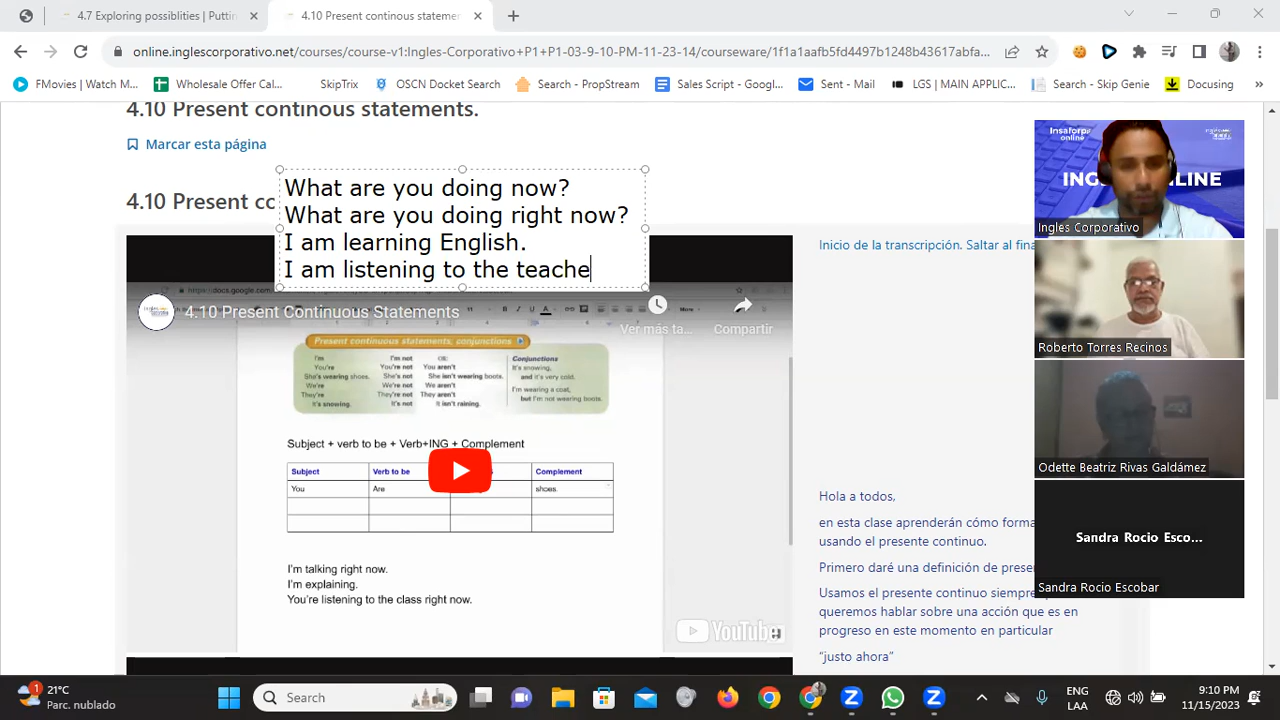 4.7 Exploring possiblities | Puttin
4.10 Present continous stateme
online.inglescorporativo.net/courses/course-v1:Ingles-Corporativo+P1+P1-03-9-10-PM-11-23-14/courseware/1f1a1aafb5fd4497b1248b43617abfa...
FMovies | Watch M...
Wholesale Offer Cal...
SkipTrix
OSCN Docket Search
Search - PropStream
Sales Script - Googl...
Sent - Mail
LGS | MAIN APPLIC...
Search - Skip Genie
Docusing
4.10 Present continous statements.
Marcar esta página
4.10 Present co
What are you doing now?
What are you doing right now?
I am learning English.
I am listening to the teache
https://docs.google.com
4.10 Present Continuous Statements
Ver más ta...
Compartir
Present continuous statements, conjunctions
I'm I'm not OR: Conjunctions
You're You're not You aren't It's snowing,
She's wearing shoes. She's not She isn't wearing boots. and it's very cold.
We're We're not We aren't I'm wearing a coat,
They're They're not They aren't but I'm not wearing boots.
It's snowing. It's not It isn't raining.
Subject + verb to be + Verb+ING + Complement
Subject Verb to be Complement
You Are shoes.
I'm talking right now.
I'm explaining.
You're listening to the class right now.
YouTube
Inicio de la transcripción. Saltar al fina
Hola a todos,
en esta clase aprenderán cómo forma
usando el presente continuo.
Primero daré una definición de prese
Usamos el presente continuo siempre
queremos hablar sobre una acción que es en
progreso en este momento en particular
"justo ahora"
Insaforp
online
INGL ONLINE
Ingles Corporativo
Roberto Torres Recinos
Odette Beatriz Rivas Galdámez
Sandra Rocio Esco...
Sandra Rocio Escobar
21°C
Parc. nublado
Search
ENG
LAA
9:10 PM
11/15/2023